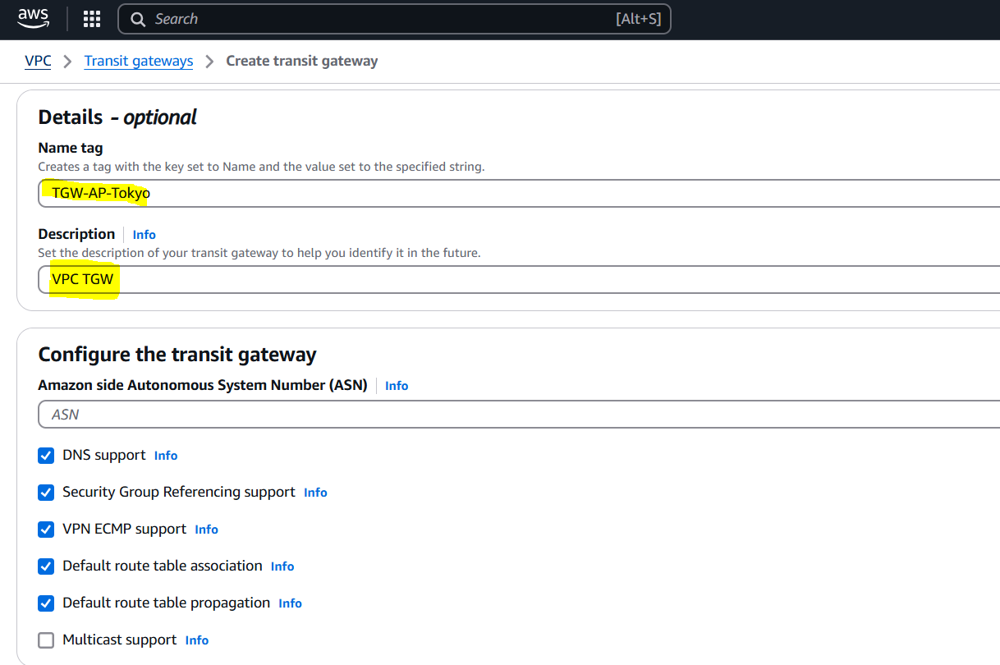 aws
Search [Alt+S]
VPC > Transit gateways > Create transit gateway
Details - optional
Name tag
Creates a tag with the key set to Name and the value set to the specified string.
TGW-AP-Tokyo
Description Info
Set the description of your transit gateway to help you identify it in the future.
VPC TGW
Configure the transit gateway
Amazon side Autonomous System Number (ASN) Info
ASN
DNS support Info
Security Group Referencing support Info
VPN ECMP support Info
Default route table association Info
Default route table propagation Info
Multicast support Info